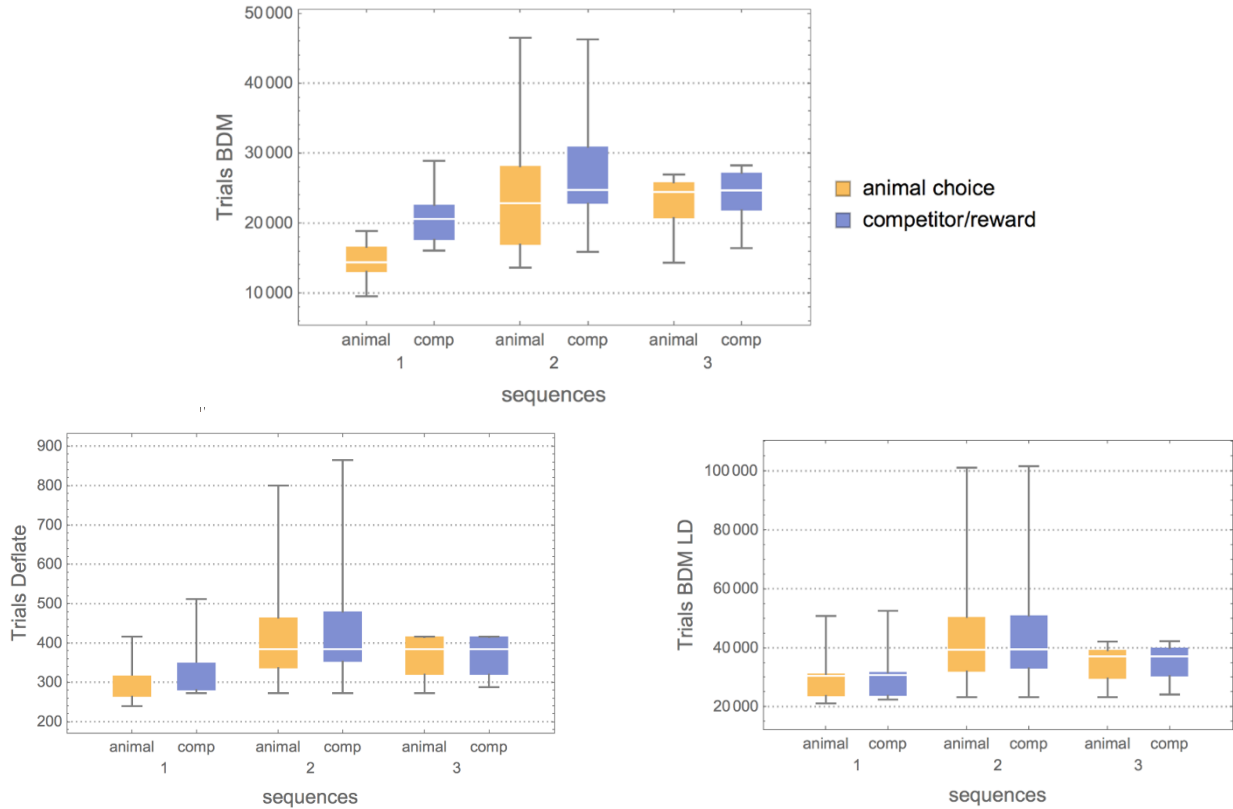 50 000
40 000
30 000
20 000
10 000
Trials BDM
animal comp animal comp animal comp
1 2 3
sequences
animal choice
competitor/reward
900
800
700
600
500
400
300
200
Trials Deflate
animal comp animal comp animal comp
1 2 3
sequences
100 000
80 000
60 000
40 000
20 000
Trials BDM LD
animal comp animal comp animal comp
1 2 3
sequences